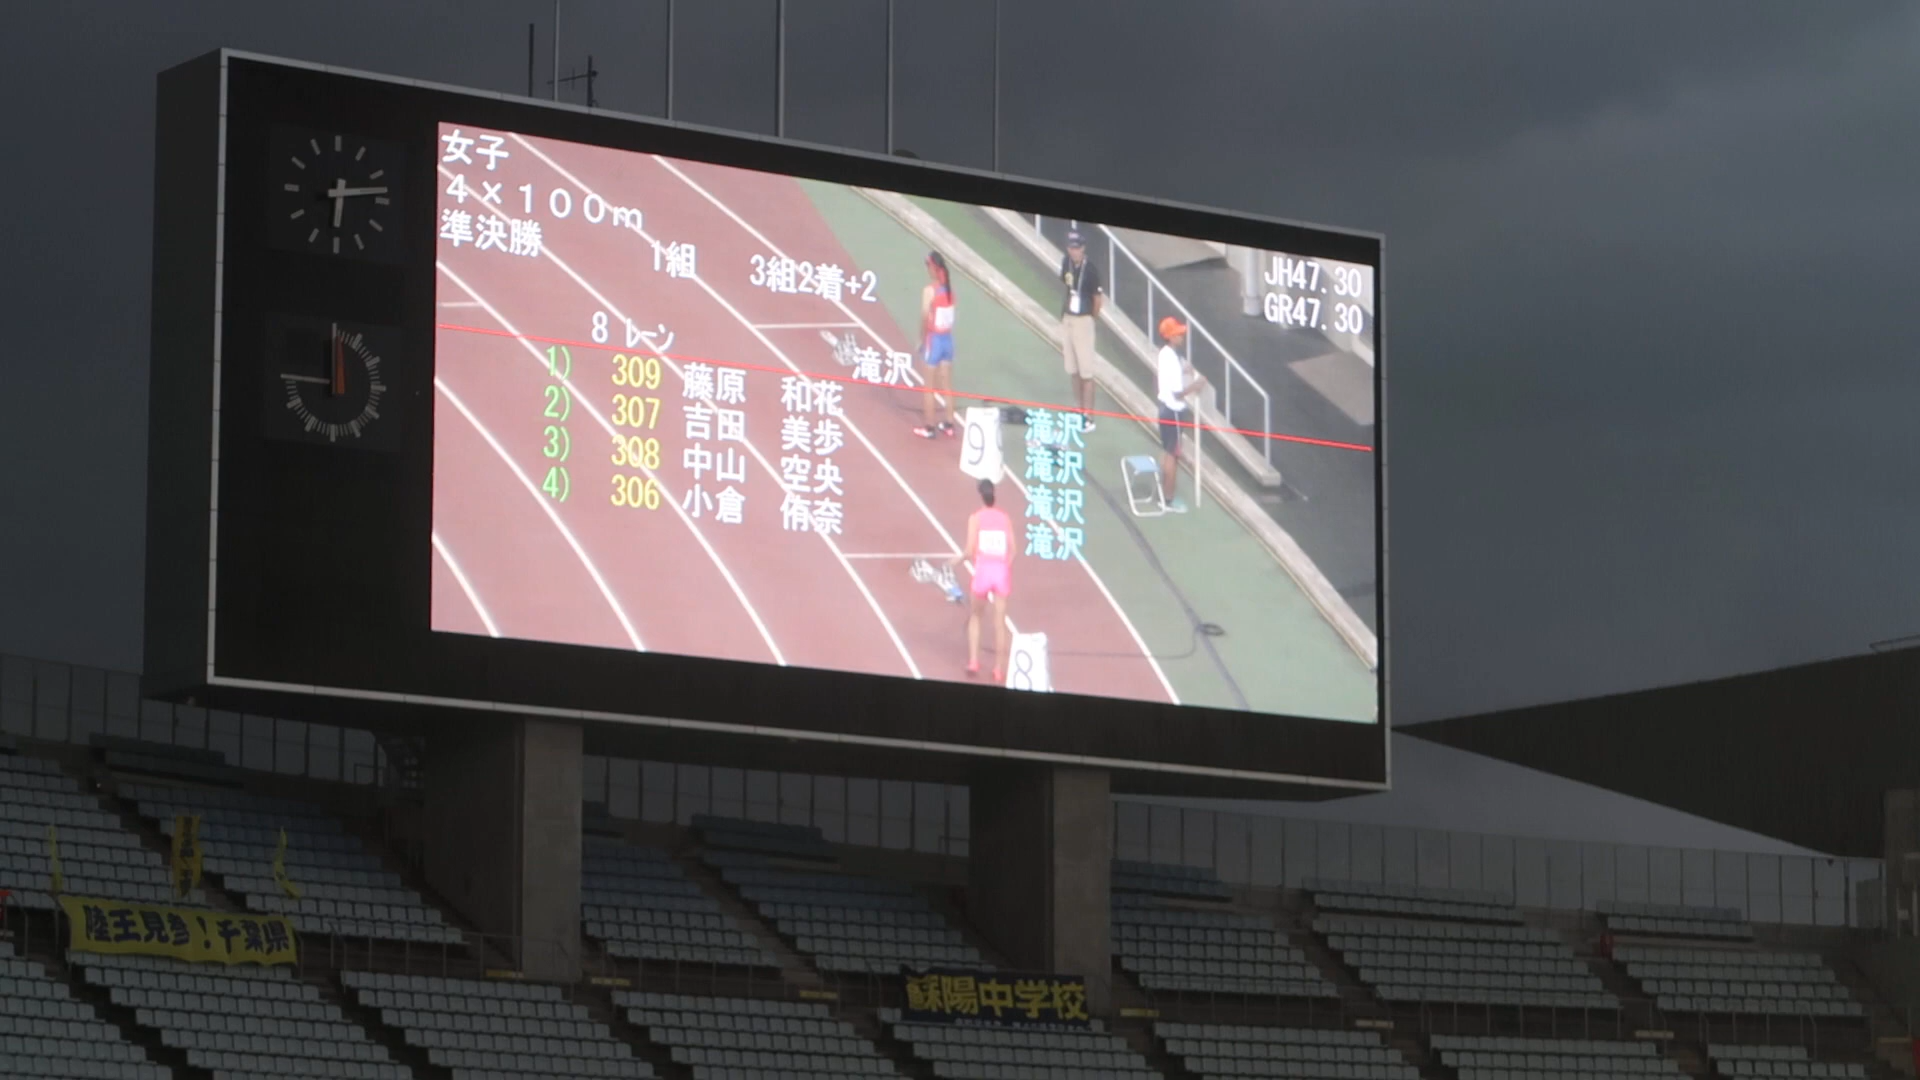 女子
4×100m
準決勝 1組 3組2着+2
JH47.30
GR47.30
8 レーン 滝沢
1) 309 藤原 和花 滝沢
2) 307 吉田 美歩 滝沢
3) 308 中山 空央 滝沢
4) 306 小倉 侑奈 滝沢
9
8
陸王見参！千葉県
蘇陽中学校